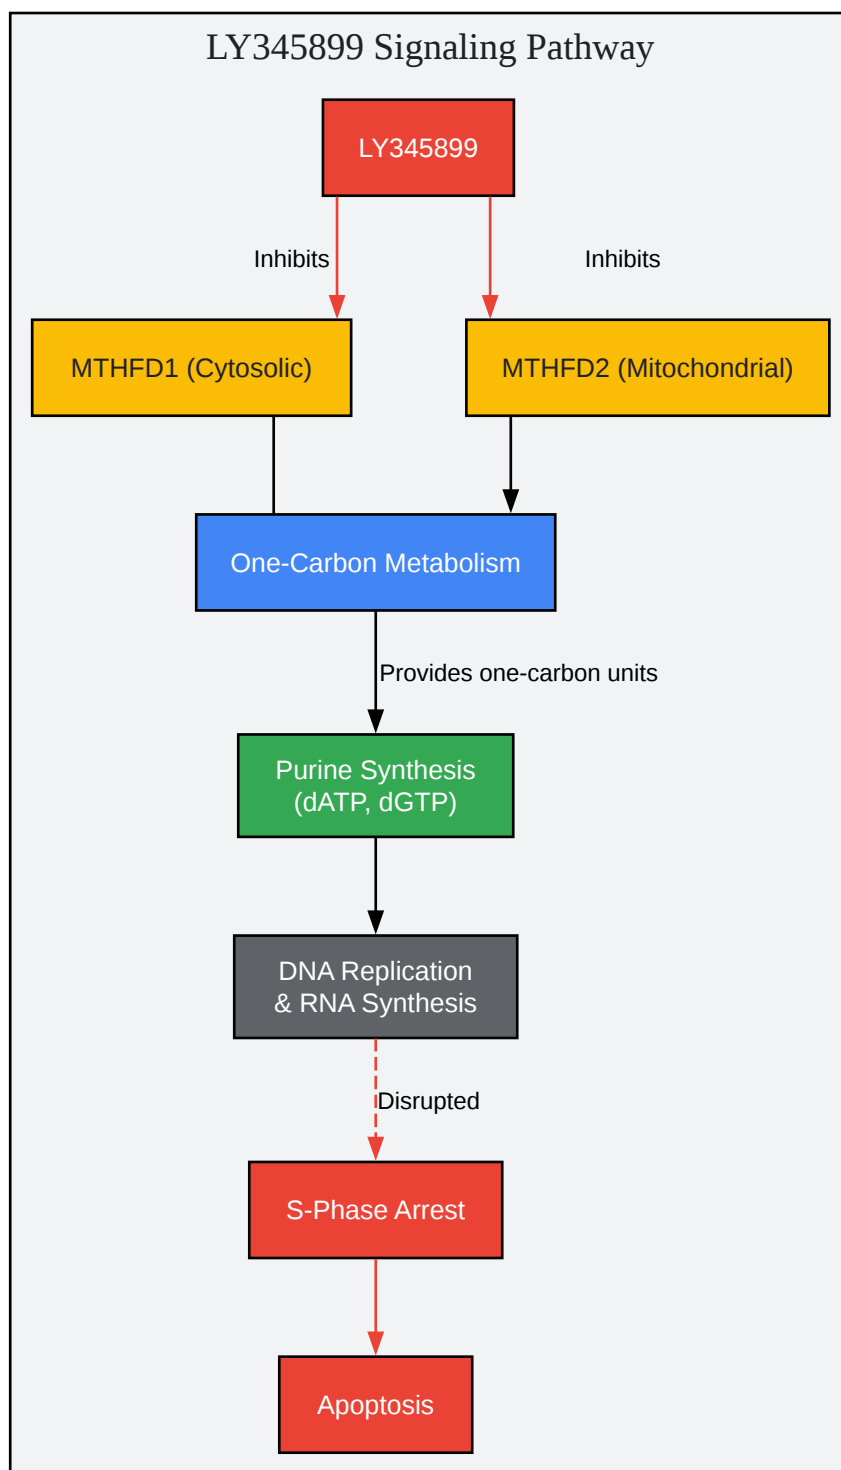 LY345899 Signaling Pathway
LY345899
Inhibits
Inhibits
MTHFD1 (Cytosolic)
MTHFD2 (Mitochondrial)
One-Carbon Metabolism
Provides one-carbon units
Purine Synthesis
(dATP, dGTP)
DNA Replication
& RNA Synthesis
Disrupted
S-Phase Arrest
Apoptosis